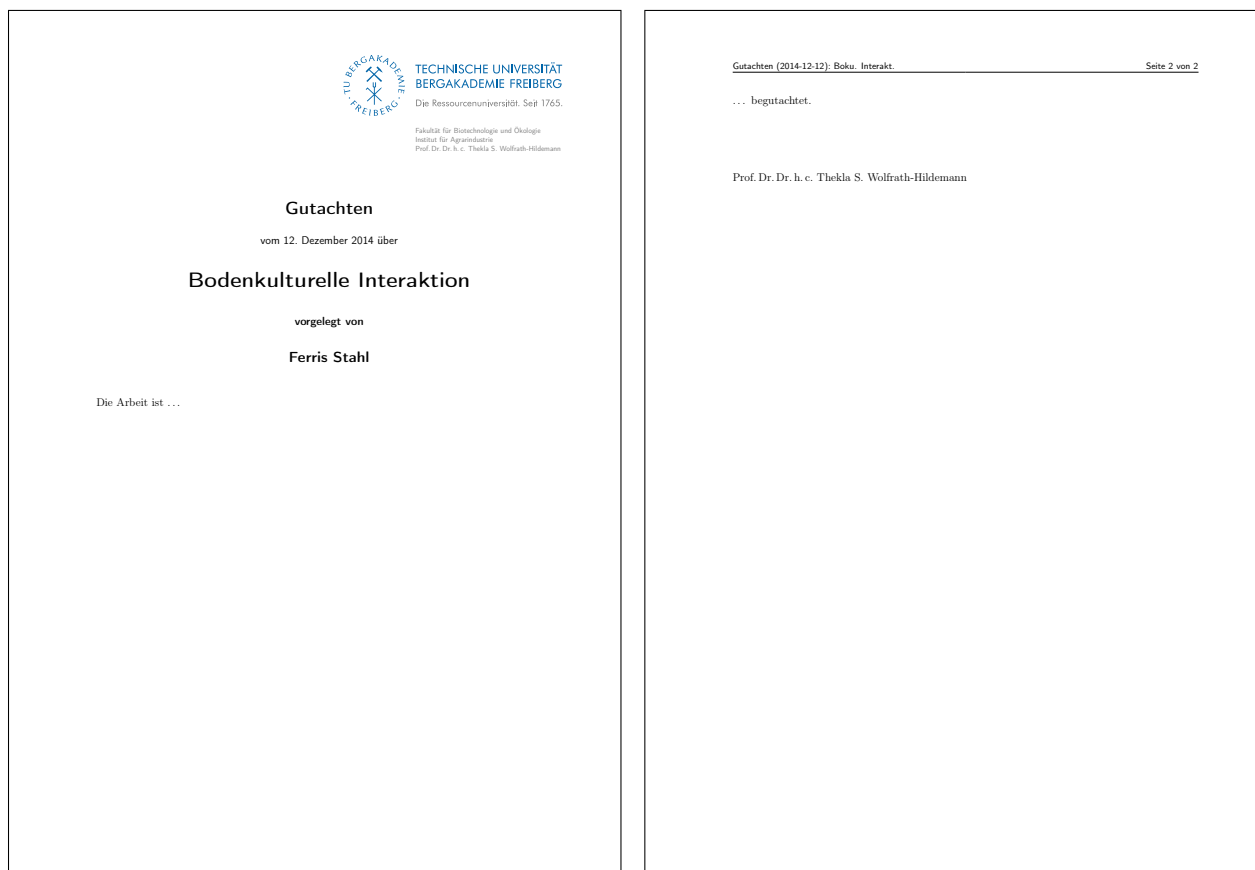 TU BERGAKADEMIE
· FREIBERG ·
TECHNISCHE UNIVERSITÄT
BERGAKADEMIE FREIBERG
Die Ressourcenuniversität. Seit 1765.
Fakultät für Biotechnologie und Ökologie
Institut für Agrarindustrie
Prof. Dr. Dr. h. c. Thekla S. Wolfrath-Hildemann
Gutachten
vom 12. Dezember 2014 über
Bodenkulturelle Interaktion
vorgelegt von
Ferris Stahl
Die Arbeit ist ...
Gutachten (2014-12-12): Boku. Interakt. Seite 2 von 2
... begutachtet.
Prof. Dr. Dr. h. c. Thekla S. Wolfrath-Hildemann